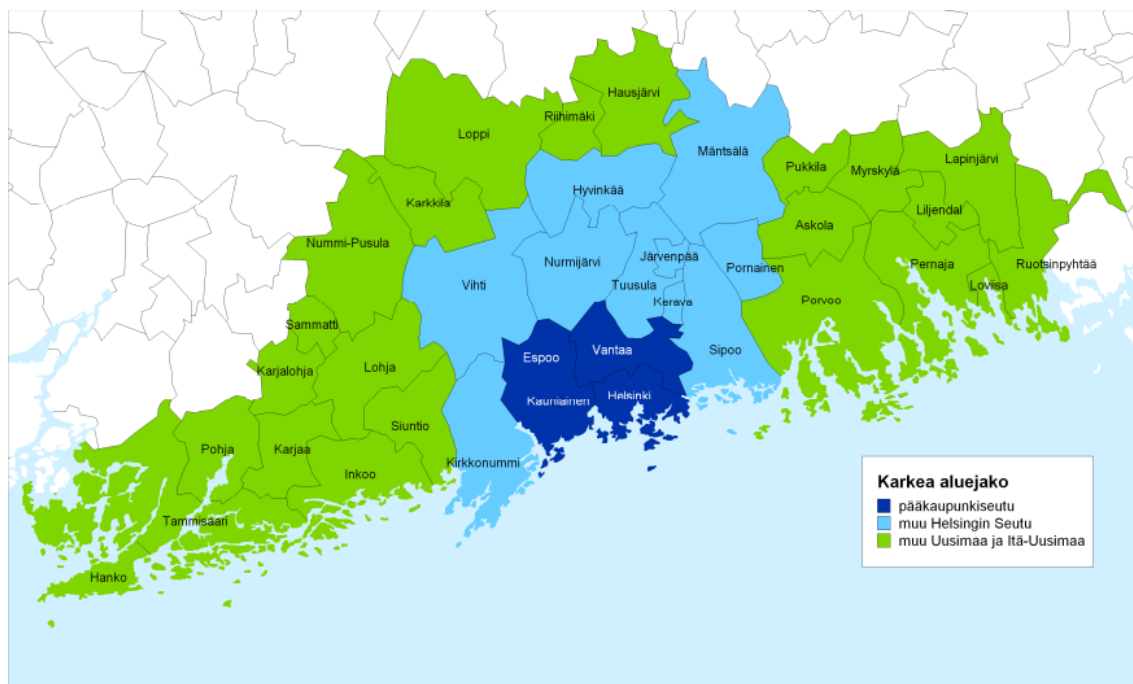 Hausjärvi
Riihimäki
Loppi
Mäntsälä
Pukkila
Myrskylä
Lapinjärvi
Hyvinkää
Karkkila
Liljendal
Askola
Nummi-Pusula
Järvenpää
Nurmijärvi
Pornainen
Pernaja
Ruotsinpyhtää
Vihti
Tuusula
Loviisa
Kerava
Porvoo
Sammatti
Sipoo
Espoo
Vantaa
Lohja
Karjalohja
Kauniainen
Helsinki
Siuntio
Pohja
Karjaa
Inkoo
Kirkkonummi
Tammisaari
Hanko
Karkea aluejako
pääkaupunkiseutu
muu Helsingin Seutu
muu Uusimaa ja Itä-Uusimaa